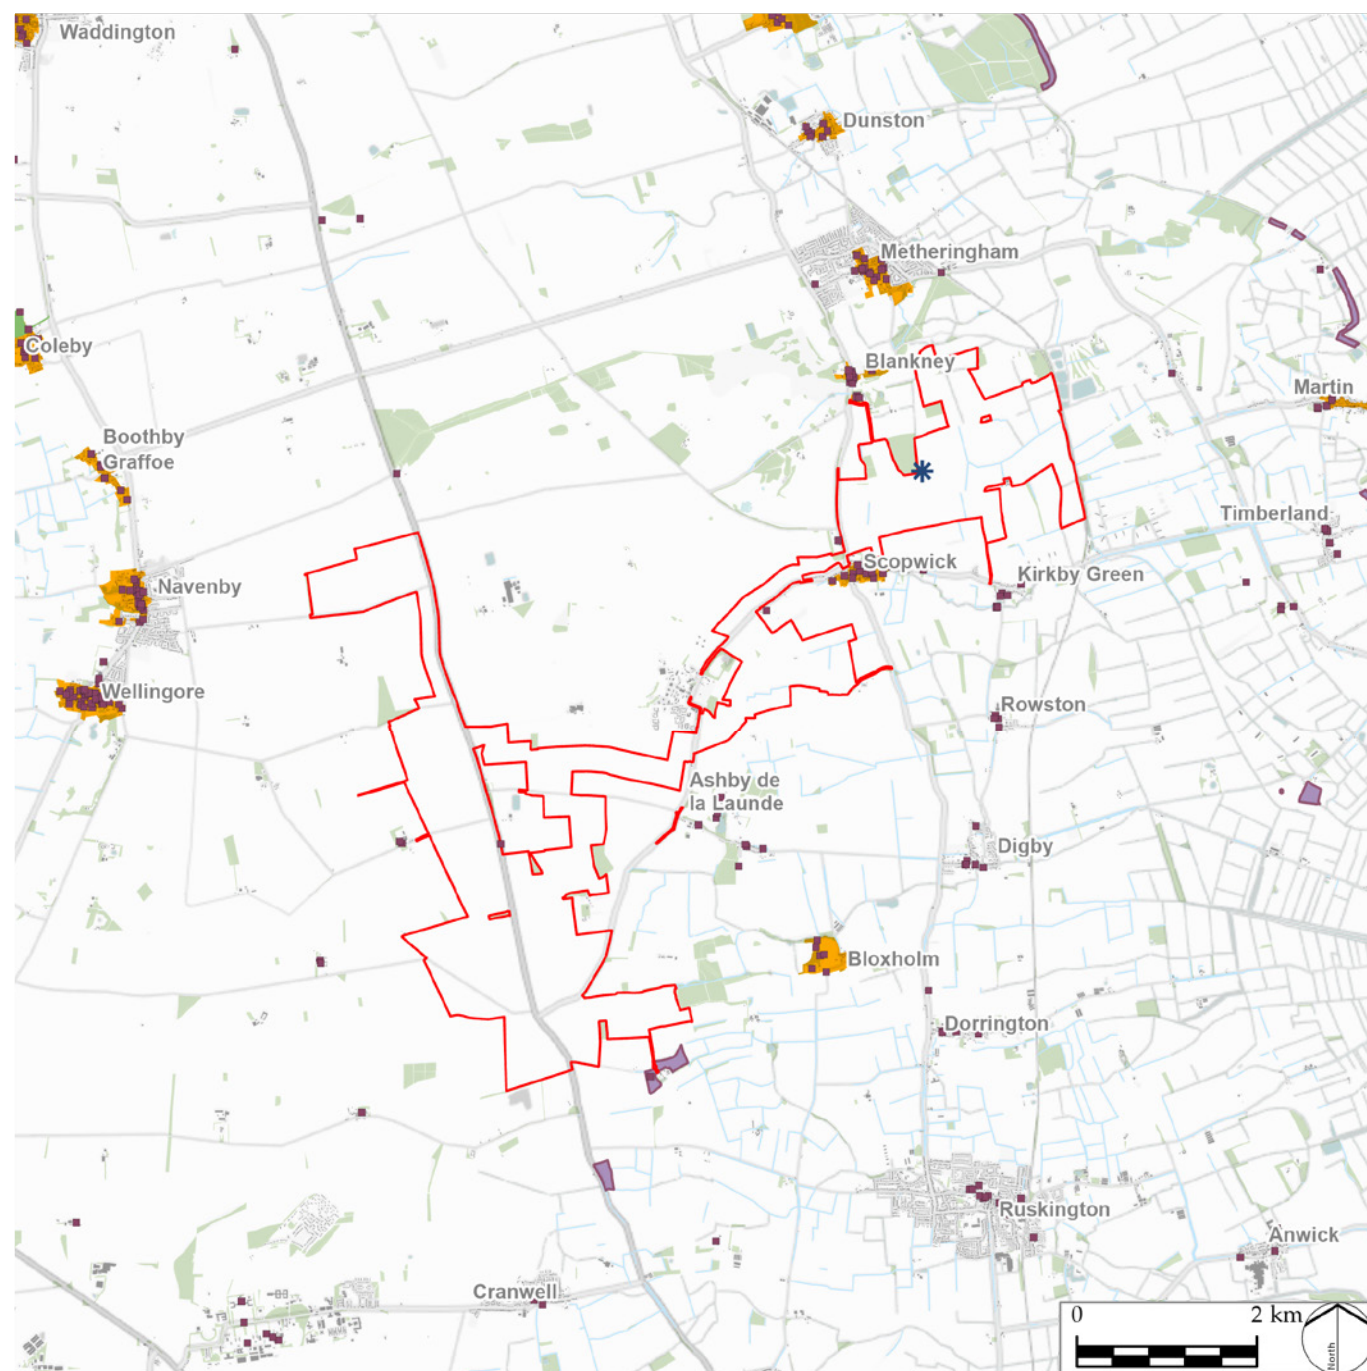 Waddington
Dunston
Metheringham
Coleby
Blankney
Martin
Boothby
Graffoe
Timberland
Scopwick
Kirkby Green
Navenby
Wellingore
Rowston
Ashby de
la Launde
Digby
Bloxholm
Dorrington
Ruskington
Anwick
Cranwell
0 2 km
North